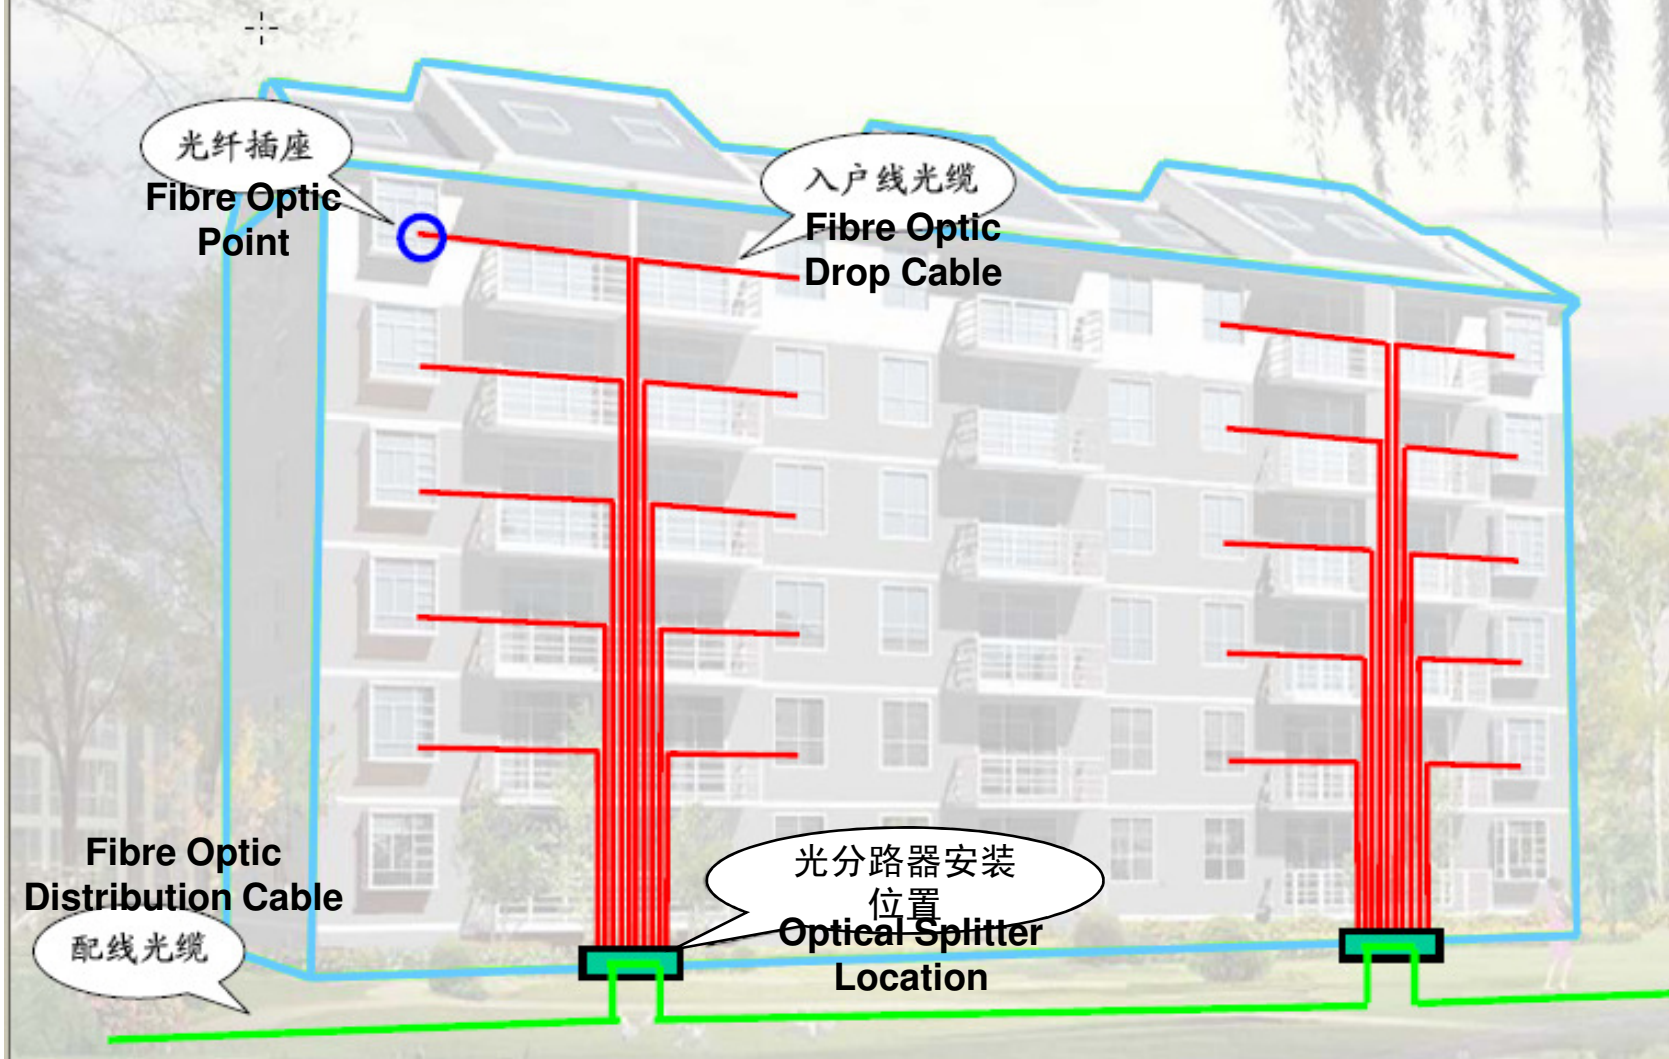 光纤插座
Fibre Optic
Point
入户线光缆
Fibre Optic
Drop Cable
Fibre Optic
Distribution Cable
配线光缆
光分路器安装
位置
Optical Splitter
Location